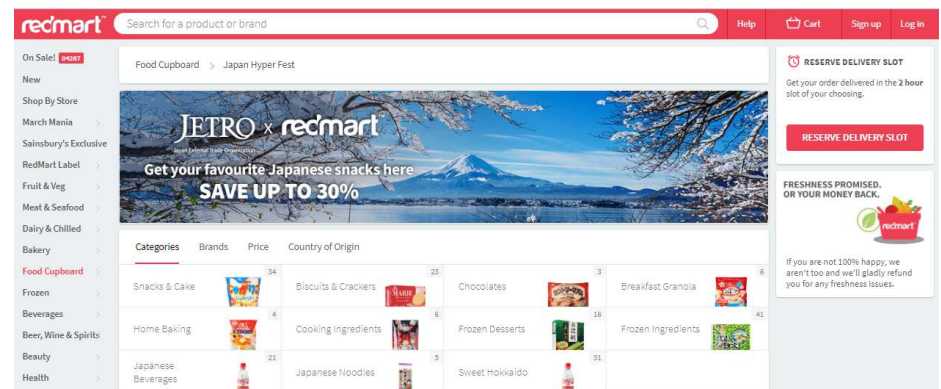 redmart
Search for a product or brand
Help
Cart
Sign up
Log in
On Sale! 84287
New
Shop By Store
March Mania
Sainsbury's Exclusive
RedMart Label
Fruit & Veg
Meat & Seafood
Dairy & Chilled
Bakery
Food Cupboard
Frozen
Beverages
Beer, Wine & Spirits
Beauty
Health
Food Cupboard > Japan Hyper Fest
JETRO x redmart
Japan External Trade Organization
Get your favourite Japanese snacks here
SAVE UP TO 30%
Categories Brands Price Country of Origin
Snacks & Cake 34
Biscuits & Crackers 23
MARIE
Chocolates 3
Breakfast Granola 6
Home Baking 4
Cooking Ingredients 6
Frozen Desserts 16
Frozen Ingredients 41
Japanese
Beverages 21
Japanese Noodles 5
Sweet Hokkaido 31
RESERVE DELIVERY SLOT
Get your order delivered in the 2 hour
slot of your choosing.
RESERVE DELIVERY SLOT
FRESHNESS PROMISED.
OR YOUR MONEY BACK.
redmart
If you are not 100% happy, we
aren't too and we'll gladly refund
you for any freshness issues.